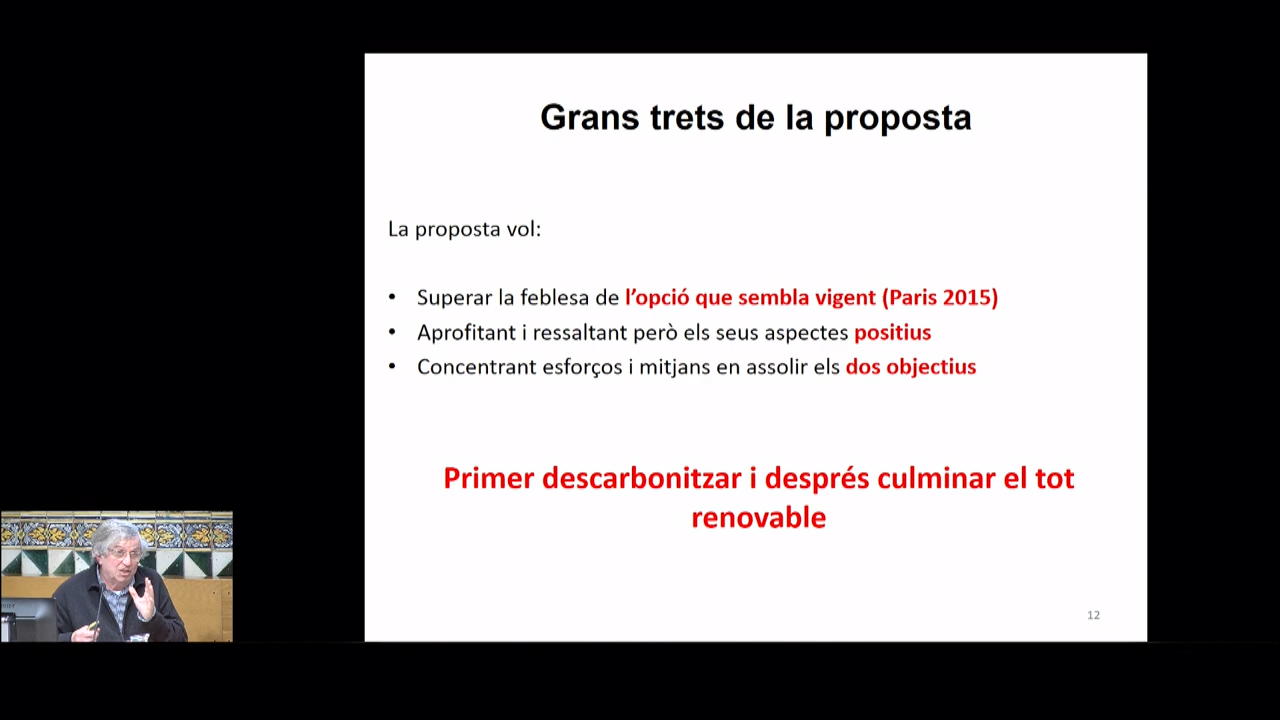 Grans trets de la proposta
La proposta vol:
• Superar la feblesa de l’opció que sembla vigent (Paris 2015)
• Aprofitant i ressaltant però els seus aspectes positius
• Concentrant esforços i mitjans en assolir els dos objectius
Primer descarbonitzar i després culminar el tot
renovable
12